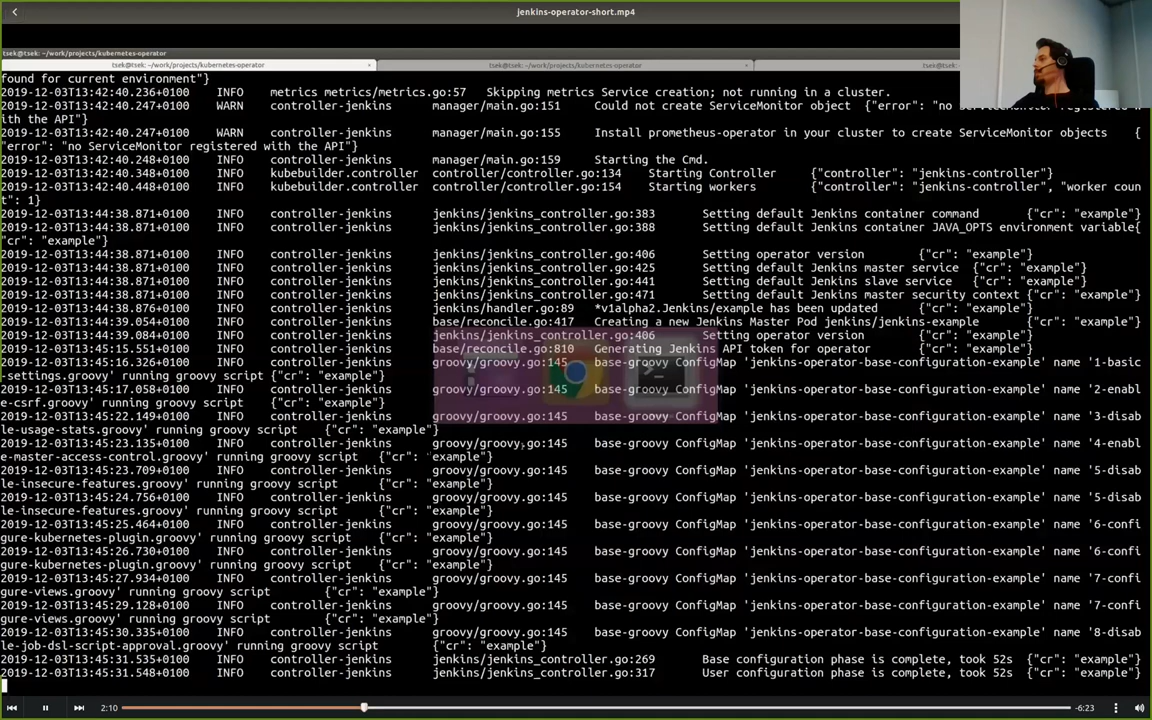 jenkins-operator-short.mp4
tsek@tsek: ~/work/projects/kubernetes-operator
tsek@tsek: ~/work/projects/kubernetes-operator × tsek@tsek: ~/work/projects/kubernetes-operator × tsek@
found for current environment"}
2019-12-03T13:42:40.236+0100 INFO metrics metrics/metrics.go:57 Skipping metrics Service creation; not running in a cluster.
2019-12-03T13:42:40.247+0100 WARN controller-jenkins manager/main.go:151 Could not create ServiceMonitor object {"error": "no
ith the API"}
2019-12-03T13:42:40.247+0100 WARN controller-jenkins manager/main.go:155 Install prometheus-operator in your cluster to create ServiceMonitor objects {
"error": "no ServiceMonitor registered with the API"}
2019-12-03T13:42:40.248+0100 INFO controller-jenkins manager/main.go:159 Starting the Cmd.
2019-12-03T13:42:40.348+0100 INFO kubebuilder.controller controller/controller.go:134 Starting Controller {"controller": "jenkins-controller"}
2019-12-03T13:42:40.448+0100 INFO kubebuilder.controller controller/controller.go:154 Starting workers {"controller": "jenkins-controller", "worker coun
t": 1}
2019-12-03T13:44:38.871+0100 INFO controller-jenkins jenkins/jenkins_controller.go:383 Setting default Jenkins container command {"cr": "example"}
2019-12-03T13:44:38.871+0100 INFO controller-jenkins jenkins/jenkins_controller.go:388 Setting default Jenkins container JAVA_OPTS environment variable{
"cr": "example"}
2019-12-03T13:44:38.871+0100 INFO controller-jenkins jenkins/jenkins_controller.go:406 Setting operator version {"cr": "example"}
2019-12-03T13:44:38.871+0100 INFO controller-jenkins jenkins/jenkins_controller.go:425 Setting default Jenkins master service {"cr": "example"}
2019-12-03T13:44:38.871+0100 INFO controller-jenkins jenkins/jenkins_controller.go:441 Setting default Jenkins slave service {"cr": "example"}
2019-12-03T13:44:38.871+0100 INFO controller-jenkins jenkins/jenkins_controller.go:471 Setting default Jenkins master security context {"cr": "example"}
2019-12-03T13:44:38.876+0100 INFO controller-jenkins jenkins/handler.go:89 *v1alpha2.Jenkins/example has been updated {"cr": "example"}
2019-12-03T13:44:39.044+0100 INFO controller-jenkins base/reconcile.go:417 Creating a new Jenkins Master Pod jenkins/jenkins-example {"cr": "example"}
2019-12-03T13:44:39.084+0100 INFO controller-jenkins jenkins/jenkins_controller.go:406 Setting operator version {"cr": "example"}
2019-12-03T13:45:15.551+0100 INFO controller-jenkins base/reconcile.go:810 Generating Jenkins API token for operator {"cr": "example"}
2019-12-03T13:45:16.326+0100 INFO controller-jenkins groovy/groovy.go:145 base-groovy ConfigMap 'jenkins-operator-base-configuration-example' name '1-basic
-settings.groovy' running groovy script {"cr": "example"}
2019-12-03T13:45:17.058+0100 INFO controller-jenkins groovy/groovy.go:145 base-groovy ConfigMap 'jenkins-operator-base-configuration-example' name '2-enabl
e-csrf.groovy' running groovy script {"cr": "example"}
2019-12-03T13:45:22.149+0100 INFO controller-jenkins groovy/groovy.go:145 base-groovy ConfigMap 'jenkins-operator-base-configuration-example' name '3-disab
le-usage-stats.groovy' running groovy script {"cr": "example"}
2019-12-03T13:45:23.135+0100 INFO controller-jenkins groovy/groovy.go:145 base-groovy ConfigMap 'jenkins-operator-base-configuration-example' name '4-enabl
e-master-access-control.groovy' running groovy script {"cr": "example"}
2019-12-03T13:45:23.709+0100 INFO controller-jenkins groovy/groovy.go:145 base-groovy ConfigMap 'jenkins-operator-base-configuration-example' name '5-disab
le-insecure-features.groovy' running groovy script {"cr": "example"}
2019-12-03T13:45:24.756+0100 INFO controller-jenkins groovy/groovy.go:145 base-groovy ConfigMap 'jenkins-operator-base-configuration-example' name '5-disab
le-insecure-features.groovy' running groovy script {"cr": "example"}
2019-12-03T13:45:25.464+0100 INFO controller-jenkins groovy/groovy.go:145 base-groovy ConfigMap 'jenkins-operator-base-configuration-example' name '6-confi
gure-kubernetes-plugin.groovy' running groovy script {"cr": "example"}
2019-12-03T13:45:26.730+0100 INFO controller-jenkins groovy/groovy.go:145 base-groovy ConfigMap 'jenkins-operator-base-configuration-example' name '6-confi
gure-kubernetes-plugin.groovy' running groovy script {"cr": "example"}
2019-12-03T13:45:27.934+0100 INFO controller-jenkins groovy/groovy.go:145 base-groovy ConfigMap 'jenkins-operator-base-configuration-example' name '7-confi
gure-views.groovy' running groovy script {"cr": "example"}
2019-12-03T13:45:29.128+0100 INFO controller-jenkins groovy/groovy.go:145 base-groovy ConfigMap 'jenkins-operator-base-configuration-example' name '7-confi
gure-views.groovy' running groovy script {"cr": "example"}
2019-12-03T13:45:30.335+0100 INFO controller-jenkins groovy/groovy.go:145 base-groovy ConfigMap 'jenkins-operator-base-configuration-example' name '8-disab
le-job-dsl-script-approval.groovy' running groovy script {"cr": "example"}
2019-12-03T13:45:31.535+0100 INFO controller-jenkins jenkins/jenkins_controller.go:269 Base configuration phase is complete, took 52s {"cr": "example"}
2019-12-03T13:45:31.548+0100 INFO controller-jenkins jenkins/jenkins_controller.go:317 User configuration phase is complete, took 52s {"cr": "example"}
2:10 -6:23